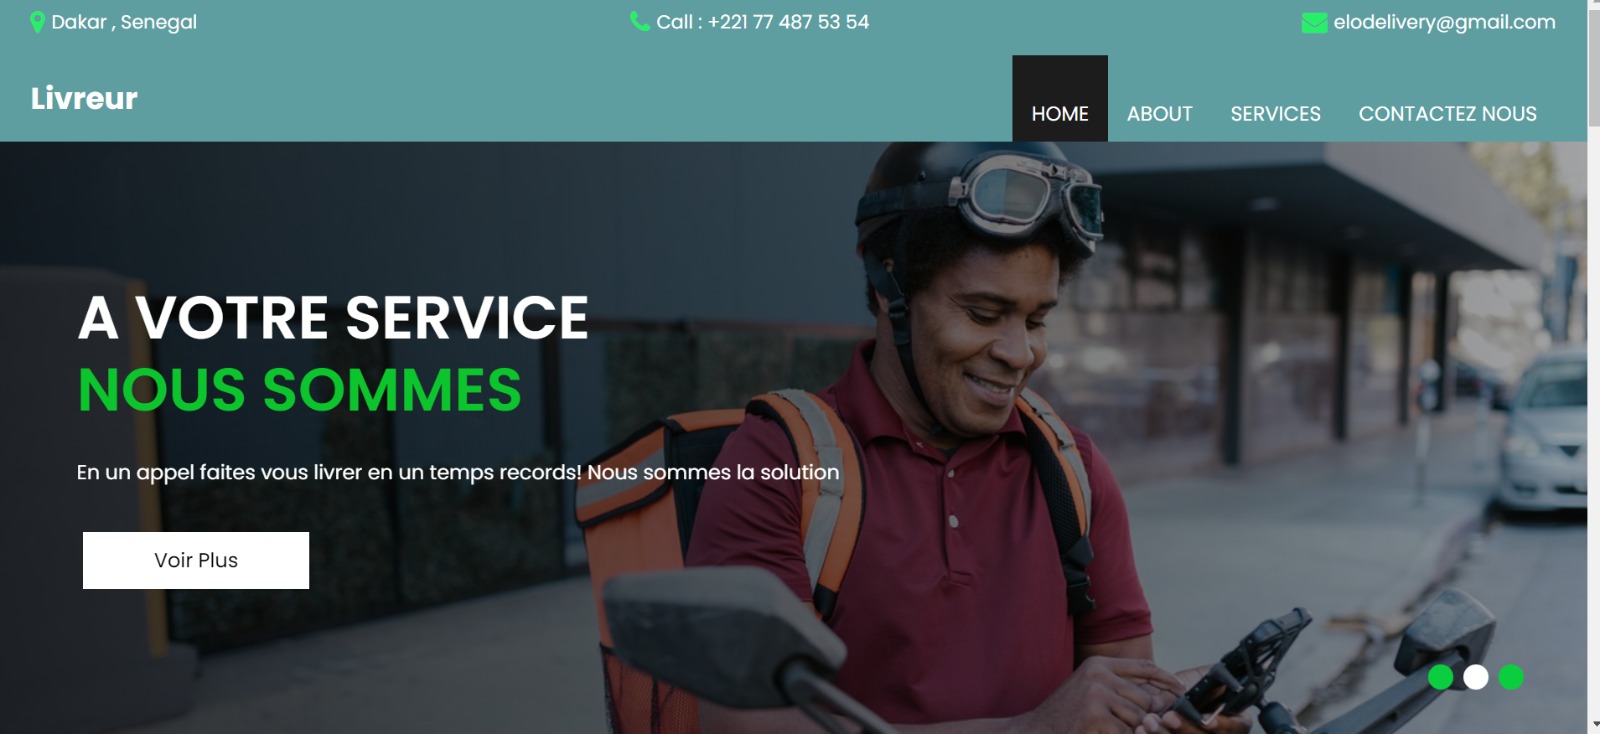 Dakar , Senegal
Call : +221 77 487 53 54
elodelivery@gmail.com
Livreur
HOME
ABOUT
SERVICES
CONTACTEZ NOUS
A VOTRE SERVICE
NOUS SOMMES
En un appel faites vous livrer en un temps records! Nous sommes la solution
Voir Plus